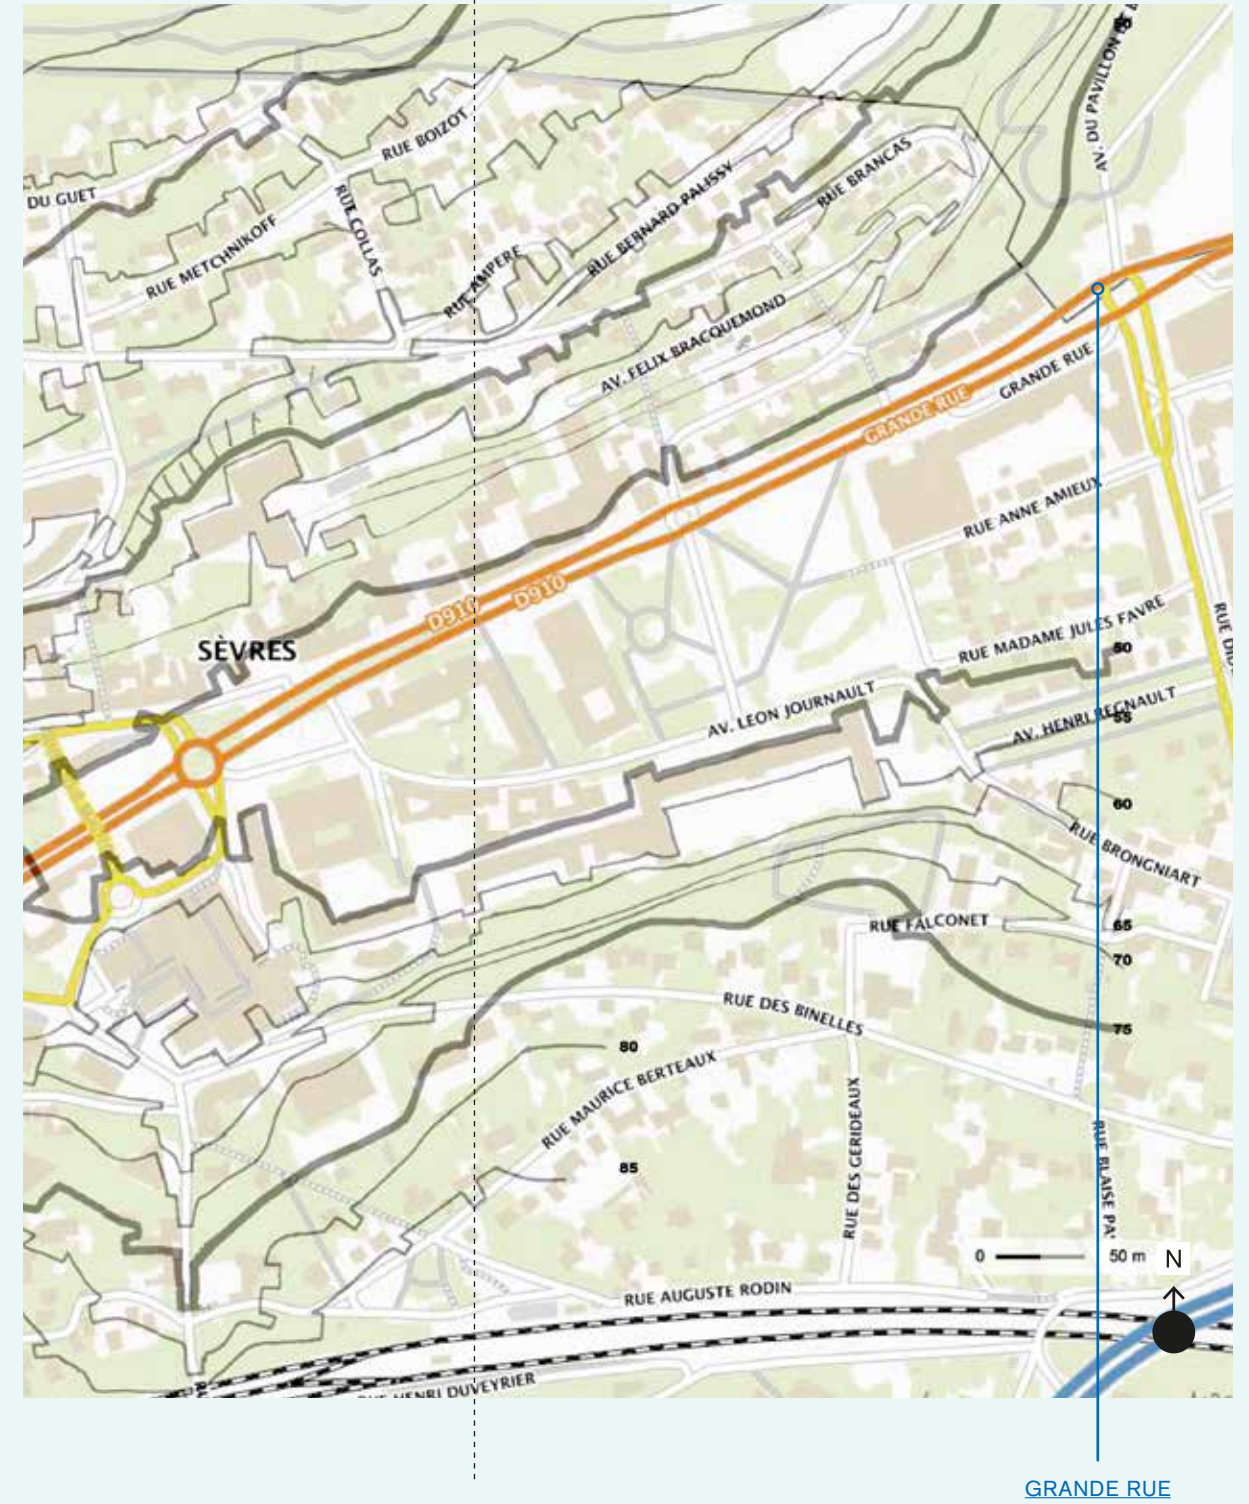 AV. DU PAVILLON DE
RUE BOIZOT
RUE BRANCAS
DU GUET
RUE COLLAS
RUE BERNARD PALISSY
RUE METCHNIKOFF
RUE AMPERE
AV. FELIX BRACQUEMOND
GRANDE RUE
GRANDE RUE
RUE ANNE AMIEUX
D910
D910
SÈVRES
RUE MADAME JULES FAVRE
50
AV. LEON JOURNAULT
AV. HENRI REGNAULT
55
60
RUE BRONGNIART
RUE FALCONET
65
70
RUE DES BINELLES
75
80
RUE MAURICE BERTEAUX
RUE DES GERIDEAUX
RUE BLAISE PA
85
0 50 m
N
RUE AUGUSTE RODIN
HENRI DUVEYRIER
GRANDE RUE